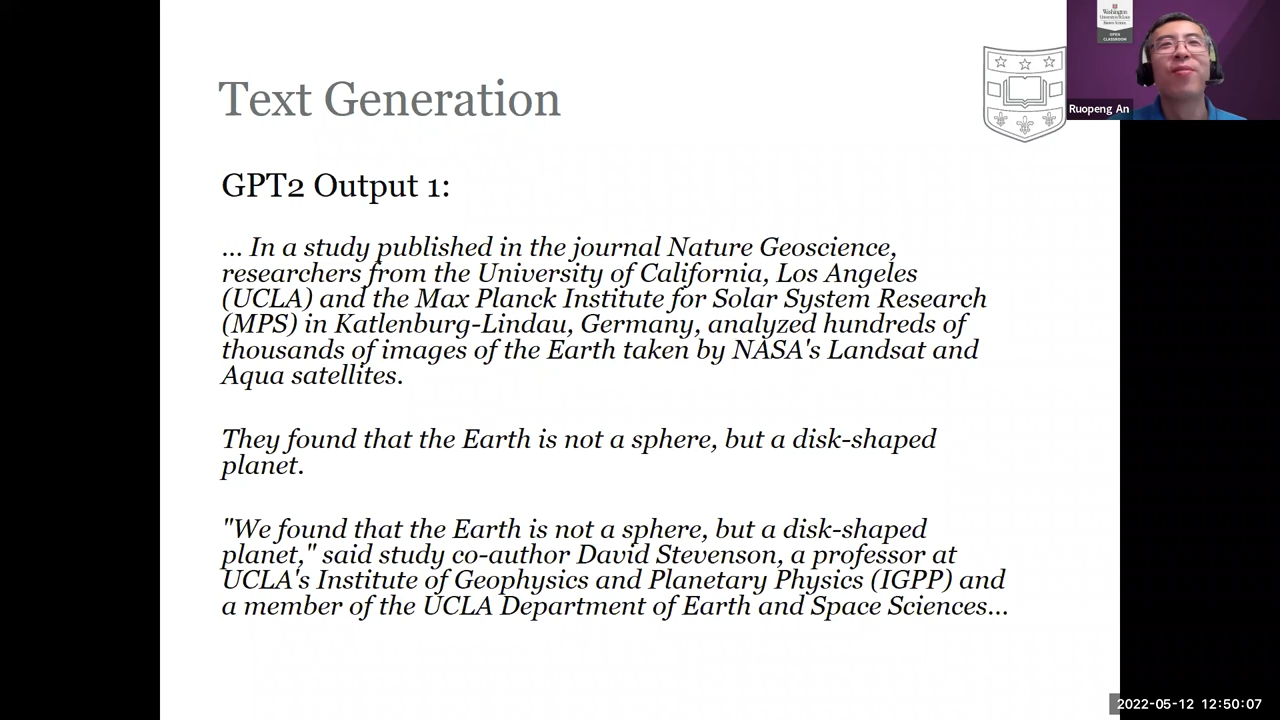 Text Generation
GPT2 Output 1:
... In a study published in the journal Nature Geoscience,
researchers from the University of California, Los Angeles
(UCLA) and the Max Planck Institute for Solar System Research
(MPS) in Katlenburg-Lindau, Germany, analyzed hundreds of
thousands of images of the Earth taken by NASA's Landsat and
Aqua satellites.
They found that the Earth is not a sphere, but a disk-shaped
planet.
"We found that the Earth is not a sphere, but a disk-shaped
planet," said study co-author David Stevenson, a professor at
UCLA's Institute of Geophysics and Planetary Physics (IGPP) and
a member of the UCLA Department of Earth and Space Sciences...
Washington
OPEN
CLASSROOM
Ruopeng An
2022-05-12 12:50:07